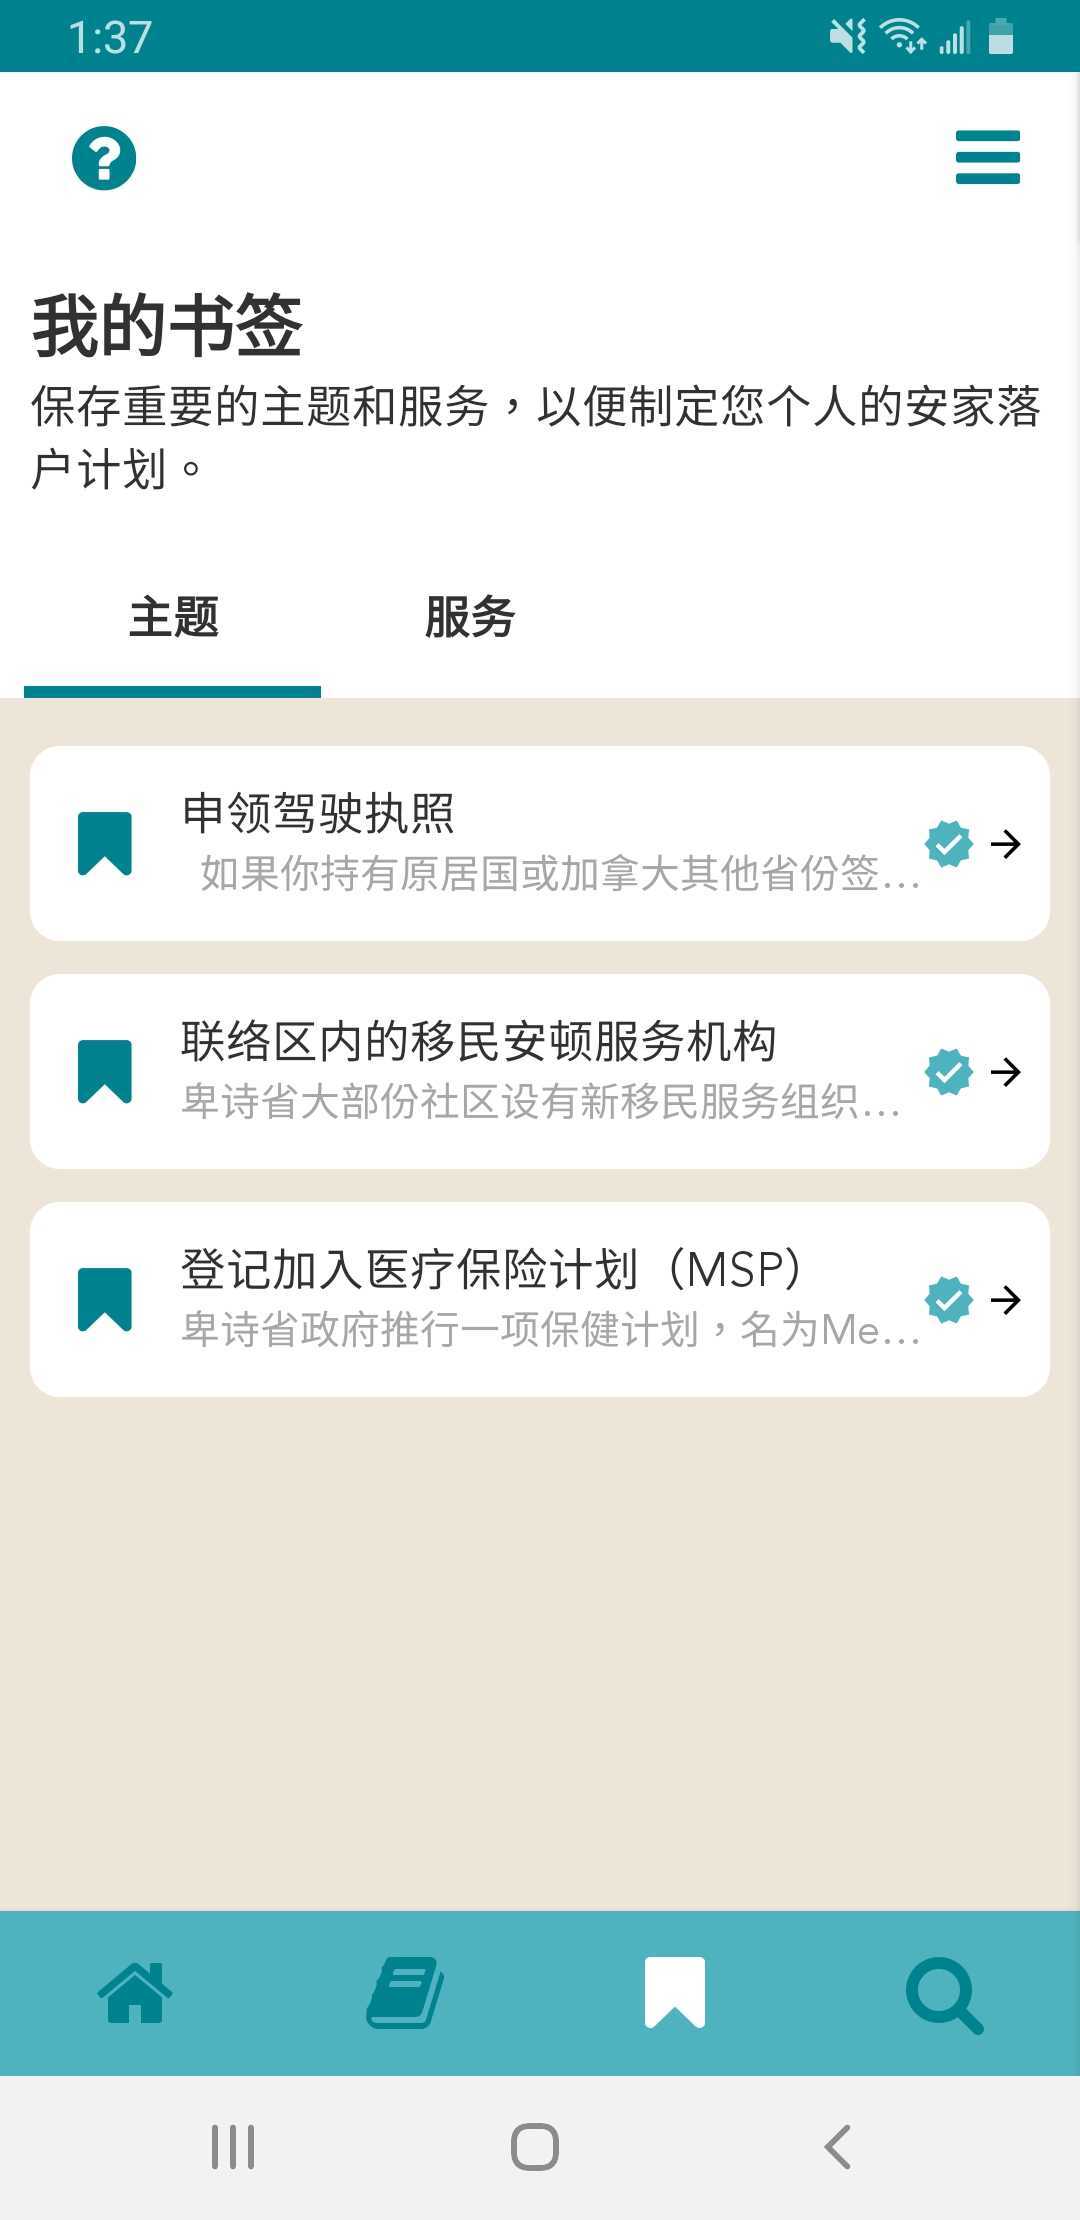 1:37
我的书签
保存重要的主题和服务，以便制定您个人的安家落
户计划。
主题
服务
申领驾驶执照
如果你持有原居国或加拿大其他省份签...
联络区内的移民安顿服务机构
卑诗省大部份社区设有新移民服务组织...
登记加入医疗保险计划（MSP）
卑诗省政府推行一项保健计划，名为Me...